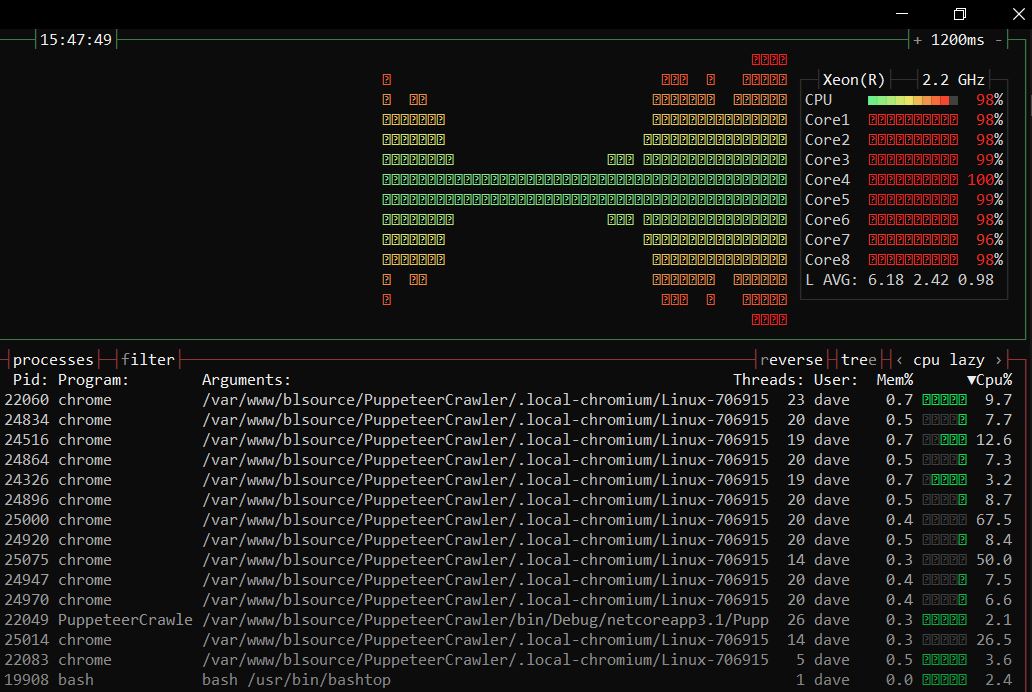 15:47:49 + 1200ms -
Xeon(R) 2.2 GHz
CPU 98%
Core1 98%
Core2 98%
Core3 99%
Core4 100%
Core5 99%
Core6 98%
Core7 96%
Core8 98%
L AVG: 6.18 2.42 0.98
processes filter reverse tree ‹ cpu lazy ›
Pid: Program: Arguments: Threads: User: Mem% ▼Cpu%
22060 chrome /var/www/blsource/PuppeteerCrawler/.local-chromium/Linux-706915 23 dave 0.7 9.7
24834 chrome /var/www/blsource/PuppeteerCrawler/.local-chromium/Linux-706915 20 dave 0.5 7.7
24516 chrome /var/www/blsource/PuppeteerCrawler/.local-chromium/Linux-706915 19 dave 0.7 12.6
24864 chrome /var/www/blsource/PuppeteerCrawler/.local-chromium/Linux-706915 20 dave 0.5 7.3
24326 chrome /var/www/blsource/PuppeteerCrawler/.local-chromium/Linux-706915 19 dave 0.7 3.2
24896 chrome /var/www/blsource/PuppeteerCrawler/.local-chromium/Linux-706915 20 dave 0.5 8.7
25000 chrome /var/www/blsource/PuppeteerCrawler/.local-chromium/Linux-706915 20 dave 0.4 67.5
24920 chrome /var/www/blsource/PuppeteerCrawler/.local-chromium/Linux-706915 20 dave 0.5 8.4
25075 chrome /var/www/blsource/PuppeteerCrawler/.local-chromium/Linux-706915 14 dave 0.3 50.0
24947 chrome /var/www/blsource/PuppeteerCrawler/.local-chromium/Linux-706915 20 dave 0.4 7.5
24970 chrome /var/www/blsource/PuppeteerCrawler/.local-chromium/Linux-706915 20 dave 0.4 6.6
22049 PuppeteerCrawle /var/www/blsource/PuppeteerCrawler/bin/Debug/netcoreapp3.1/Pupp 26 dave 0.3 2.1
25014 chrome /var/www/blsource/PuppeteerCrawler/.local-chromium/Linux-706915 14 dave 0.3 26.5
22083 chrome /var/www/blsource/PuppeteerCrawler/.local-chromium/Linux-706915 5 dave 0.5 3.6
19908 bash bash /usr/bin/bashtop 1 dave 0.0 2.4